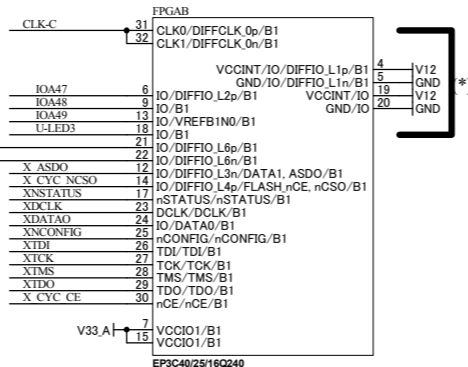 FPGAB
CLK-C 31 CLK0/DIFFCLK_0p/B1
32 CLK1/DIFFCLK_0n/B1
VCCINT/IO/DIFFIO_L1p/B1 4 V12
GND/IO/DIFFIO_L1n/B1 5 GND
VCCINT/IO 19 V12
GND/IO 20 GND
(*)
IOA47 6 IO/DIFFIO_L2p/B1
IOA48 9 IO/B1
IOA49 13 IO/VREFB1N0/B1
U-LED3 18 IO/B1
21 IO/DIFFIO_L6p/B1
22 IO/DIFFIO_L6n/B1
X_ASDO 12 IO/DIFFIO_L3n/DATA1, ASDO/B1
X_CYC_NCSO 14 IO/DIFFIO_L4p/FLASH_nCE, nCSO/B1
XNSTATUS 17 nSTATUS/nSTATUS/B1
XDCLK 23 DCLK/DCLK/B1
XDATAO 24 IO/DATA0/B1
XNCONFIG 25 nCONFIG/nCONFIG/B1
XTDI 26 TDI/TDI/B1
XTCK 27 TCK/TCK/B1
XTMS 28 TMS/TMS/B1
XTDO 29 TDO/TDO/B1
X_CYC_CE 30 nCE/nCE/B1
V33_A 7 VCCIO1/B1
15 VCCIO1/B1
EP3C40/25/16Q240